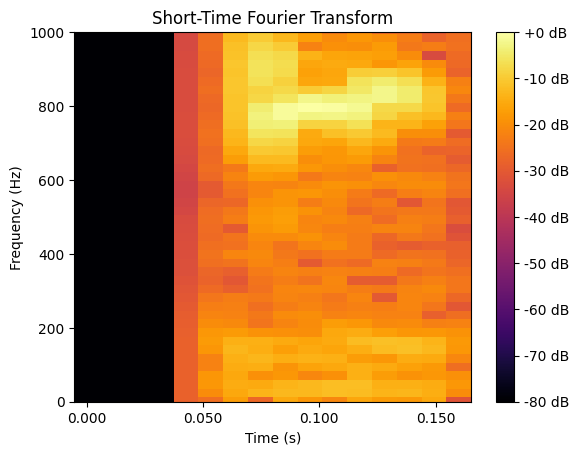 Short-Time Fourier Transform
1000
800
600
400
200
0
Frequency (Hz)
0.000
0.050
0.100
0.150
Time (s)
+0 dB
-10 dB
-20 dB
-30 dB
-40 dB
-50 dB
-60 dB
-70 dB
-80 dB